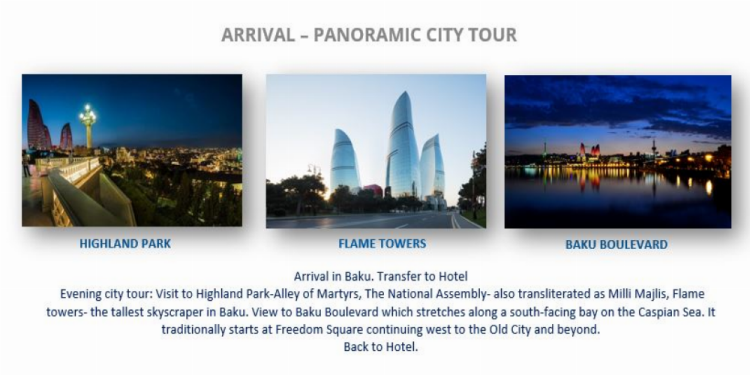 ARRIVAL – PANORAMIC CITY TOUR
HIGHLAND PARK
FLAME TOWERS
BAKU BOULEVARD
Arrival in Baku. Transfer to Hotel
Evening city tour: Visit to Highland Park-Alley of Martyrs, The National Assembly- also transliterated as Milli Majlis, Flame
towers- the tallest skyscraper in Baku. View to Baku Boulevard which stretches along a south-facing bay on the Caspian Sea. It
traditionally starts at Freedom Square continuing west to the Old City and beyond.
Back to Hotel.